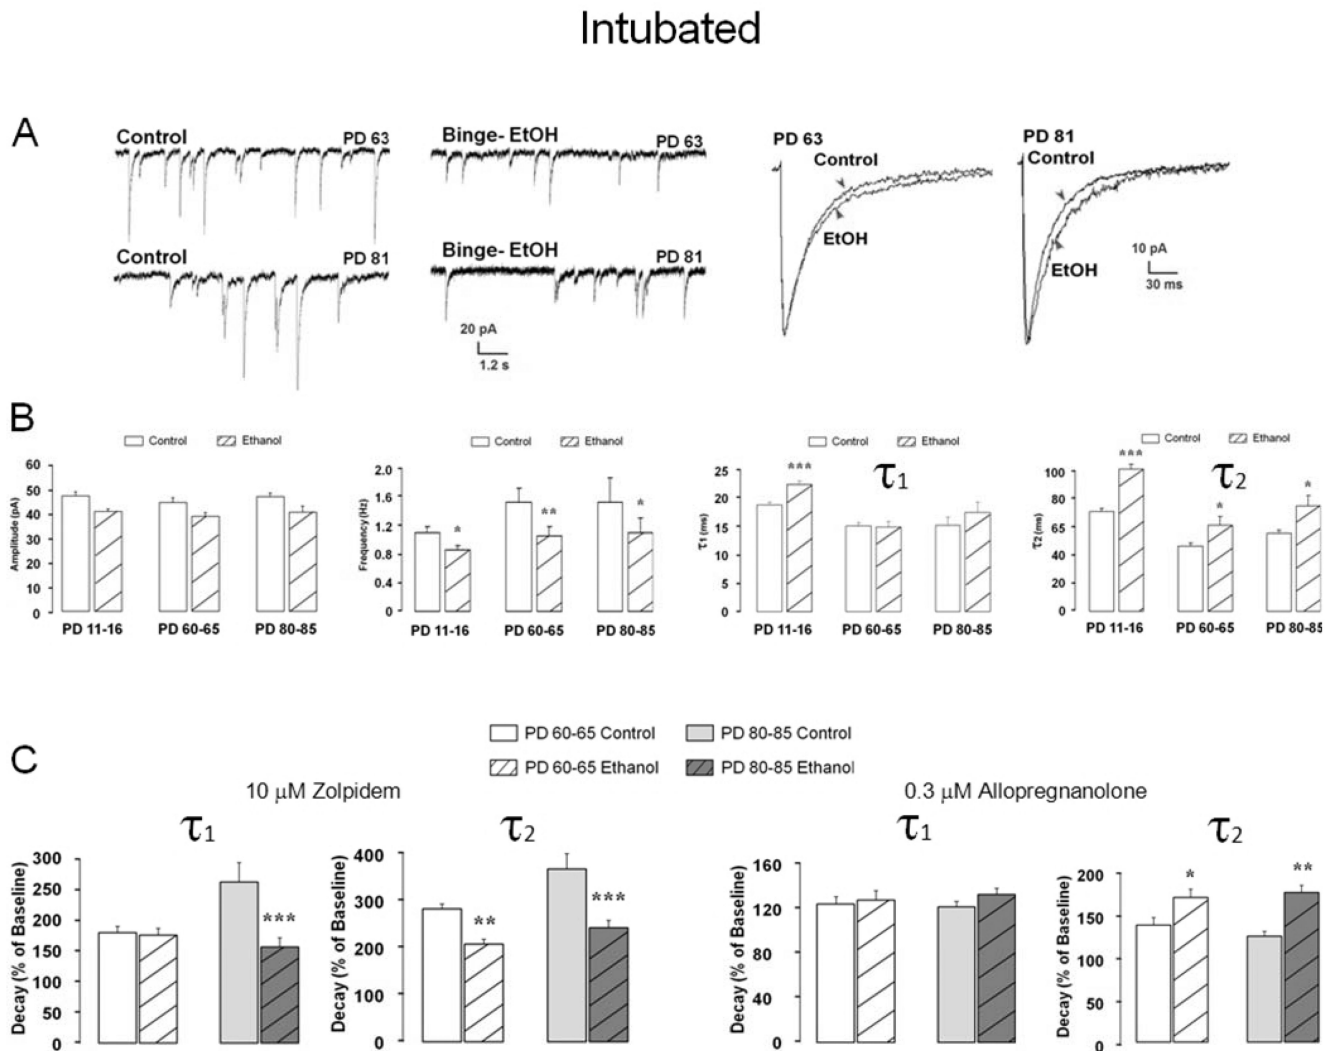 Intubated
A
Control
PD 63
Binge- EtOH
PD 63
PD 63
Control
EtOH
PD 81
Control
EtOH
10 pA
30 ms
Control
PD 81
Binge- EtOH
PD 81
20 pA
1.2 s
B
Control Ethanol
Amplitude (pA)
60
50
40
30
20
10
0
PD 11-16 PD 60-65 PD 80-85
Control Ethanol
Frequency (Hz)
2.0
1.6
1.2
0.8
0.4
0
* ** *
PD 11-16 PD 60-65 PD 80-85
Control Ethanol
τ1
τ1 (ms)
25
20
15
10
5
0
***
PD 11-16 PD 60-65 PD 80-85
Control Ethanol
τ2
τ2 (ms)
100
80
65
40
20
0
*** * *
PD 11-16 PD 60-65 PD 80-85
PD 60-65 Control PD 80-85 Control
PD 60-65 Ethanol PD 80-85 Ethanol
C
10 μM Zolpidem
τ1
Decay (% of Baseline)
300
250
200
150
100
50
0
***
τ2
Decay (% of Baseline)
400
300
200
100
0
** ***
0.3 μM Allopregnanolone
τ1
Decay (% of Baseline)
160
120
80
40
0
τ2
Decay (% of Baseline)
200
150
100
50
0
* **